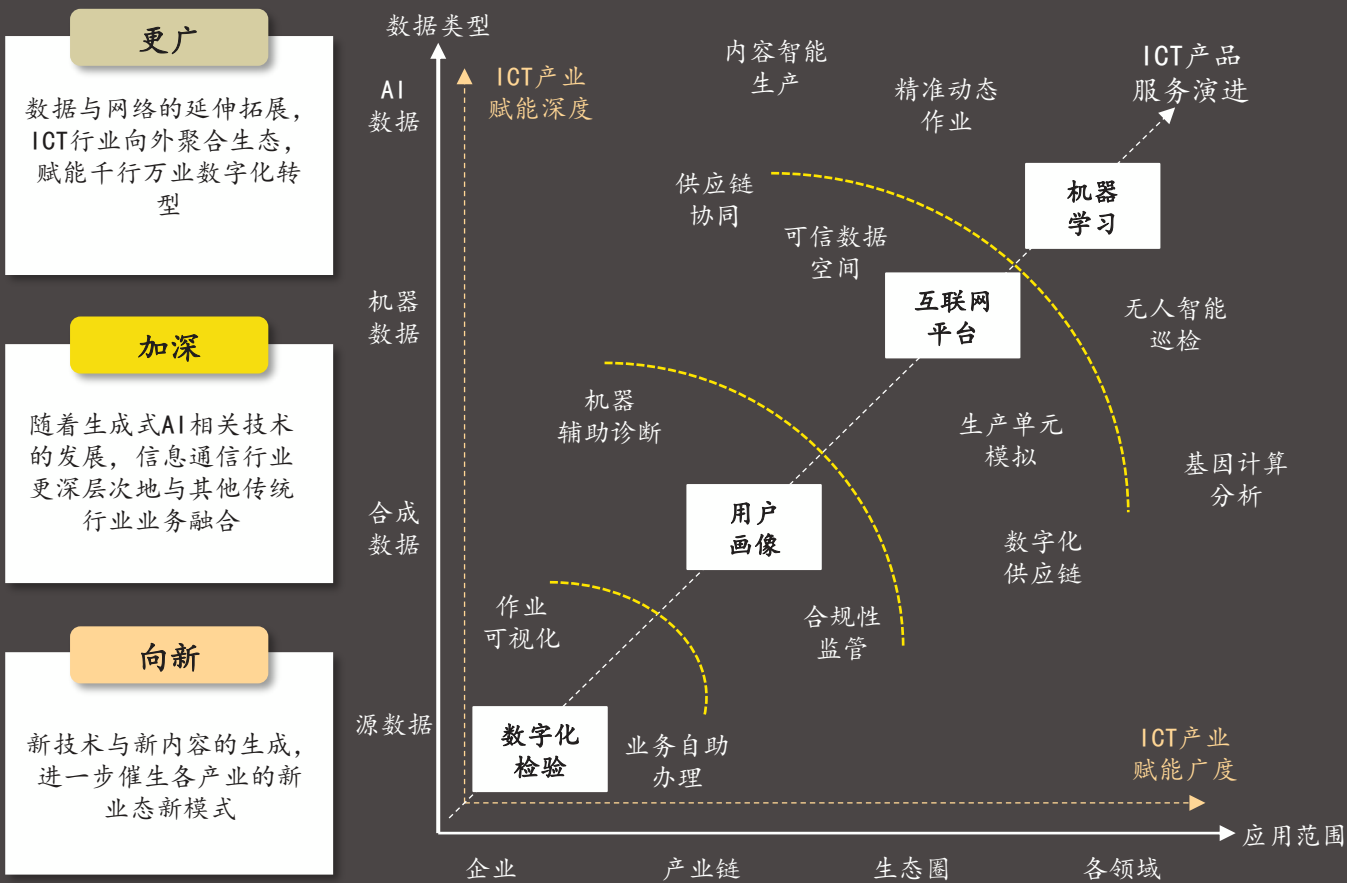 更广
数据与网络的延伸拓展，
ICT行业向外聚合生态，
赋能千行万业数字化转
型
加深
随着生成式AI相关技术
的发展，信息通信行业
更深层次地与其他传统
行业业务融合
向新
新技术与新内容的生成，
进一步催生各产业的新
业态新模式
数据类型
AI
数据
机器
数据
合成
数据
源数据
ICT产业
赋能深度
内容智能
生产
精准动态
作业
ICT产品
服务演进
供应链
协同
机器
学习
可信数据
空间
互联网
平台
无人智能
巡检
机器
辅助诊断
生产单元
模拟
基因计算
分析
用户
画像
数字化
供应链
作业
可视化
合规性
监管
数字化
检验
业务自助
办理
ICT产业
赋能广度
应用范围
企业
产业链
生态圈
各领域